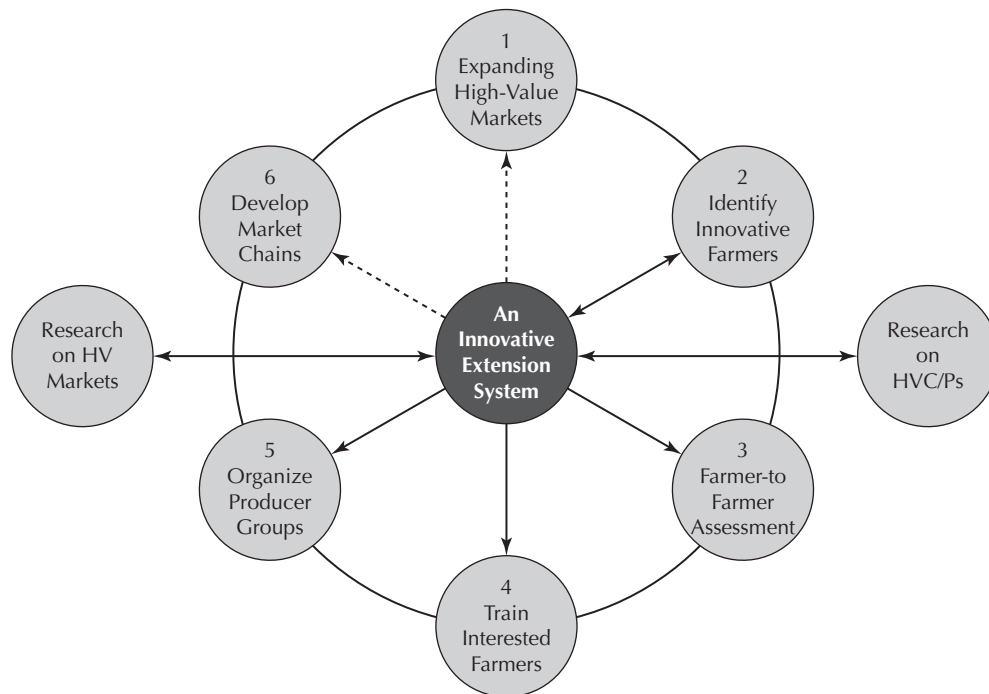 1
Expanding
High-Value
Markets
6
Develop
Market
Chains
2
Identify
Innovative
Farmers
Research
on HV
Markets
An
Innovative
Extension
System
Research
on
HVC/Ps
5
Organize
Producer
Groups
3
Farmer-to
Farmer
Assessment
4
Train
Interested
Farmers